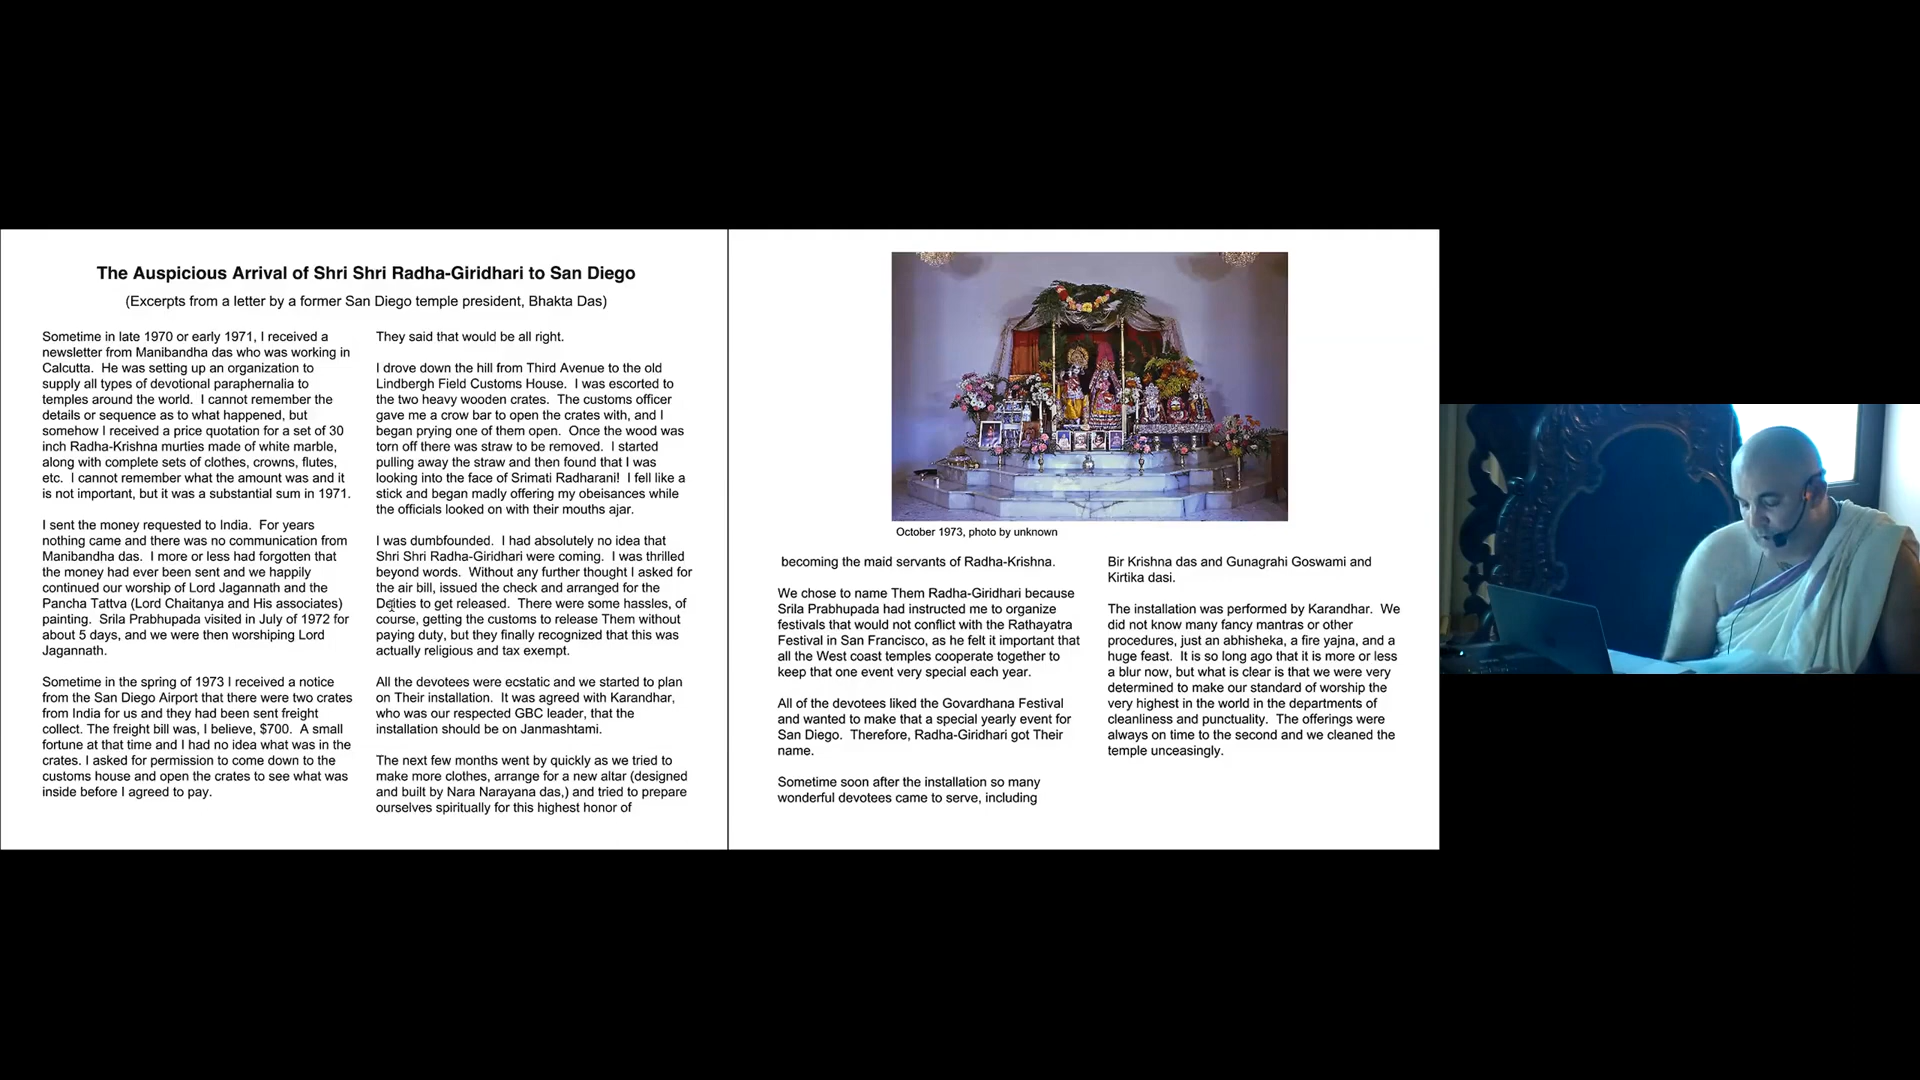 The Auspicious Arrival of Shri Shri Radha-Giridhari to San Diego
(Excerpts from a letter by a former San Diego temple president, Bhakta Das)
Sometime in late 1970 or early 1971, I received a
newsletter from Manibandha das who was working in
Calcutta.  He was setting up an organization to
supply all types of devotional paraphernalia to
temples around the world.  I cannot remember the
details or sequence as to what happened, but
somehow I received a price quotation for a set of 30
inch Radha-Krishna murties made of white marble,
along with complete sets of clothes, crowns, flutes,
etc.  I cannot remember what the amount was and it
is not important, but it was a substantial sum in 1971.
I sent the money requested to India.  For years
nothing came and there was no communication from
Manibandha das.  I more or less had forgotten that
the money had ever been sent and we happily
continued our worship of Lord Jagannath and the
Pancha Tattva (Lord Chaitanya and His associates)
painting.  Srila Prabhupada visited in July of 1972 for
about 5 days, and we were then worshiping Lord
Jagannath.
Sometime in the spring of 1973 I received a notice
from the San Diego Airport that there were two crates
from India for us and they had been sent freight
collect. The freight bill was, I believe, $700.  A small
fortune at that time and I had no idea what was in the
crates. I asked for permission to come down to the
customs house and open the crates to see what was
inside before I agreed to pay.
They said that would be all right.
I drove down the hill from Third Avenue to the old
Lindbergh Field Customs House.  I was escorted to
the two heavy wooden crates.  The customs officer
gave me a crow bar to open the crates with, and I
began prying one of them open.  Once the wood was
torn off there was straw to be removed.  I started
pulling away the straw and then found that I was
looking into the face of Srimati Radharani!  I fell like a
stick and began madly offering my obeisances while
the officials looked on with their mouths ajar.
I was dumbfounded.  I had absolutely no idea that
Shri Shri Radha-Giridhari were coming.  I was thrilled
beyond words.  Without any further thought I asked for
the air bill, issued the check and arranged for the
Deities to get released.  There were some hassles, of
course, getting the customs to release Them without
paying duty, but they finally recognized that this was
actually religious and tax exempt.
All the devotees were ecstatic and we started to plan
on Their installation.  It was agreed with Karandhar,
who was our respected GBC leader, that the
installation should be on Janmashtami.
The next few months went by quickly as we tried to
make more clothes, arrange for a new altar (designed
and built by Nara Narayana das,) and tried to prepare
ourselves spiritually for this highest honor of
October 1973, photo by unknown
becoming the maid servants of Radha-Krishna.
We chose to name Them Radha-Giridhari because
Srila Prabhupada had instructed me to organize
festivals that would not conflict with the Rathayatra
Festival in San Francisco, as he felt it important that
all the West coast temples cooperate together to
keep that one event very special each year.
All of the devotees liked the Govardhana Festival
and wanted to make that a special yearly event for
San Diego.  Therefore, Radha-Giridhari got Their
name.
Sometime soon after the installation so many
wonderful devotees came to serve, including
Bir Krishna das and Gunagrahi Goswami and
Kirtika dasi.
The installation was performed by Karandhar.  We
did not know many fancy mantras or other
procedures, just an abhisheka, a fire yajna, and a
huge feast.  It is so long ago that it is more or less
a blur now, but what is clear is that we were very
determined to make our standard of worship the
very highest in the world in the departments of
cleanliness and punctuality.  The offerings were
always on time to the second and we cleaned the
temple unceasingly.